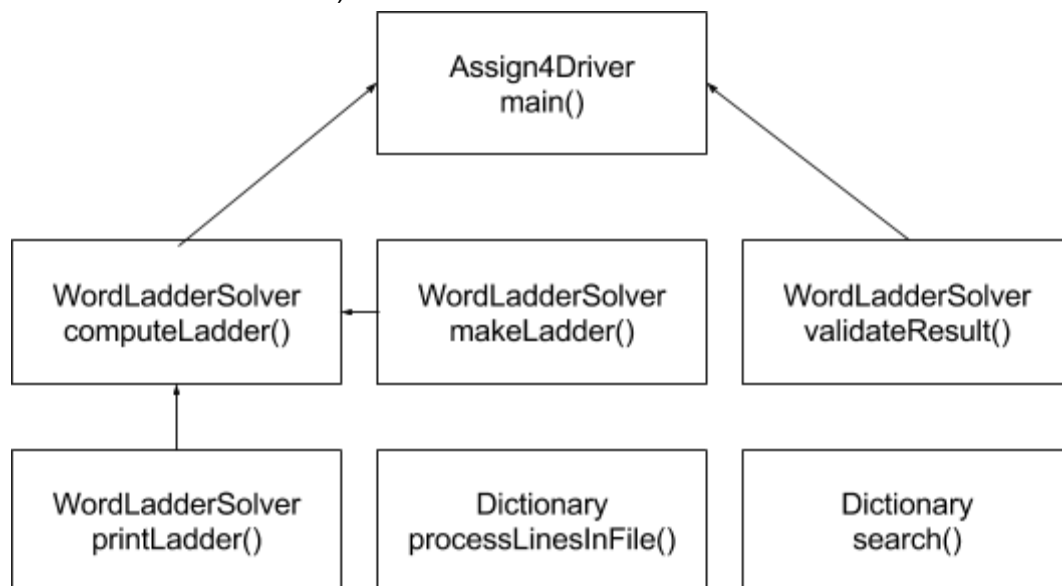 Assign4Driver
main()
WordLadderSolver
computeLadder()
WordLadderSolver
makeLadder()
WordLadderSolver
validateResult()
WordLadderSolver
printLadder()
Dictionary
processLinesInFile()
Dictionary
search()